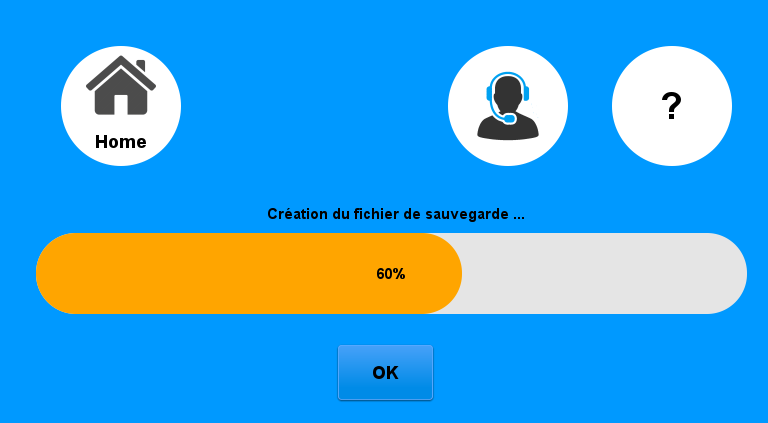 Home
?
Création du fichier de sauvegarde ...
60%
OK